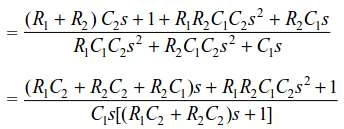 = \frac{(R_1 + R_2) C_2 s + 1 + R_1 R_2 C_1 C_2 s^2 + R_2 C_1 s}{R_1 C_1 C_2 s^2 + R_2 C_1 C_2 s^2 + C_1 s}
= \frac{(R_1 C_2 + R_2 C_2 + R_2 C_1)s + R_1 R_2 C_1 C_2 s^2 + 1}{C_1 s[(R_1 C_2 + R_2 C_2)s + 1]}